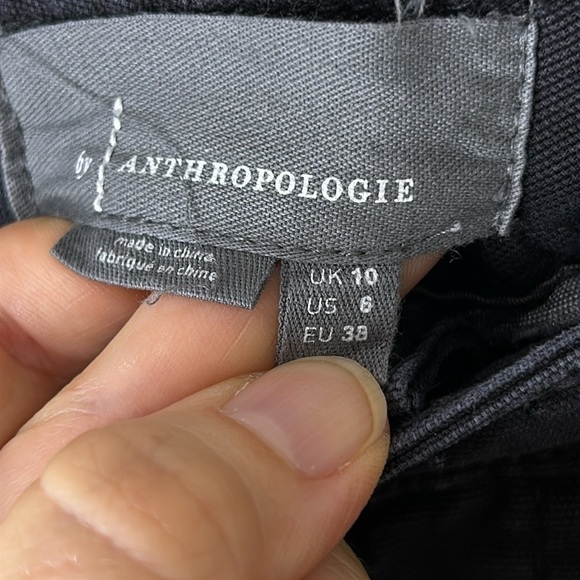 by ANTHROPOLOGIE
made in china
fabriqué en chine
UK 10
US 6
EU 38